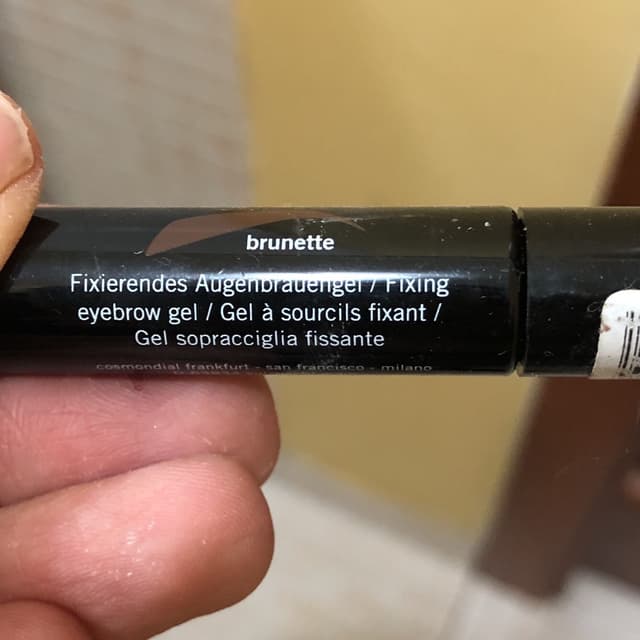 brunette
Fixierendes Augenbrauengel / Fixing
eyebrow gel / Gel à sourcils fixant /
Gel sopracciglia fissante
cosmondial frankfurt - san francisco - milano